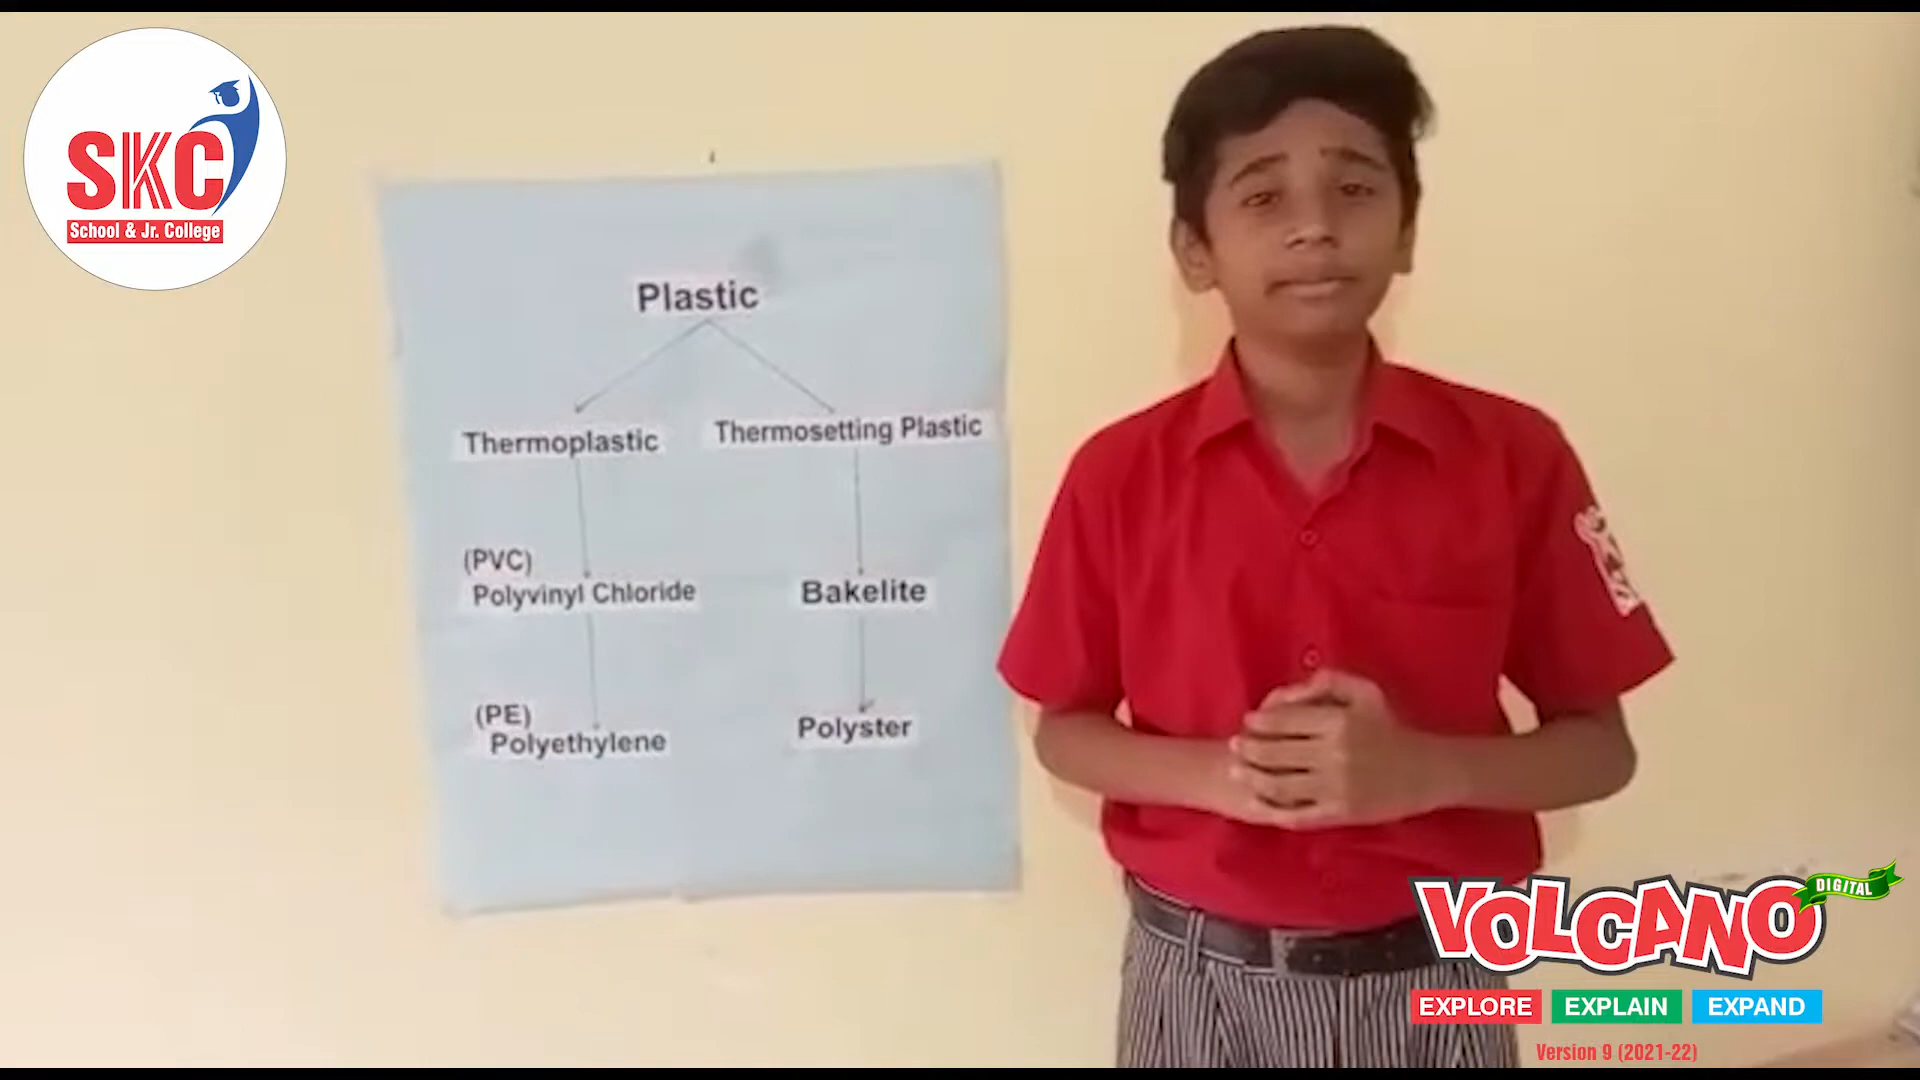 SKC
School & Jr. College
Plastic
Thermoplastic
Thermosetting Plastic
(PVC)
Polyvinyl Chloride
Bakelite
(PE)
Polyethylene
Polyster
VOLCANO
DIGITAL
EXPLORE EXPLAIN EXPAND
Version 9 (2021-22)